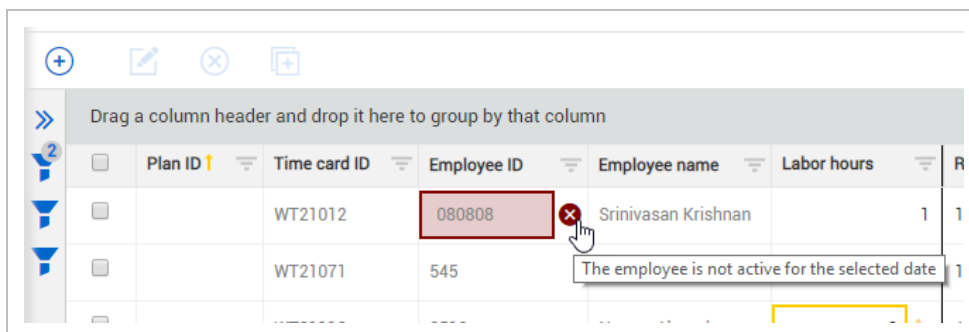 Drag a column header and drop it here to group by that column
2
Plan ID Time card ID Employee ID Employee name Labor hours R
WT21012 080808 Srinivasan Krishnan 1 1
The employee is not active for the selected date
WT21071 545 1